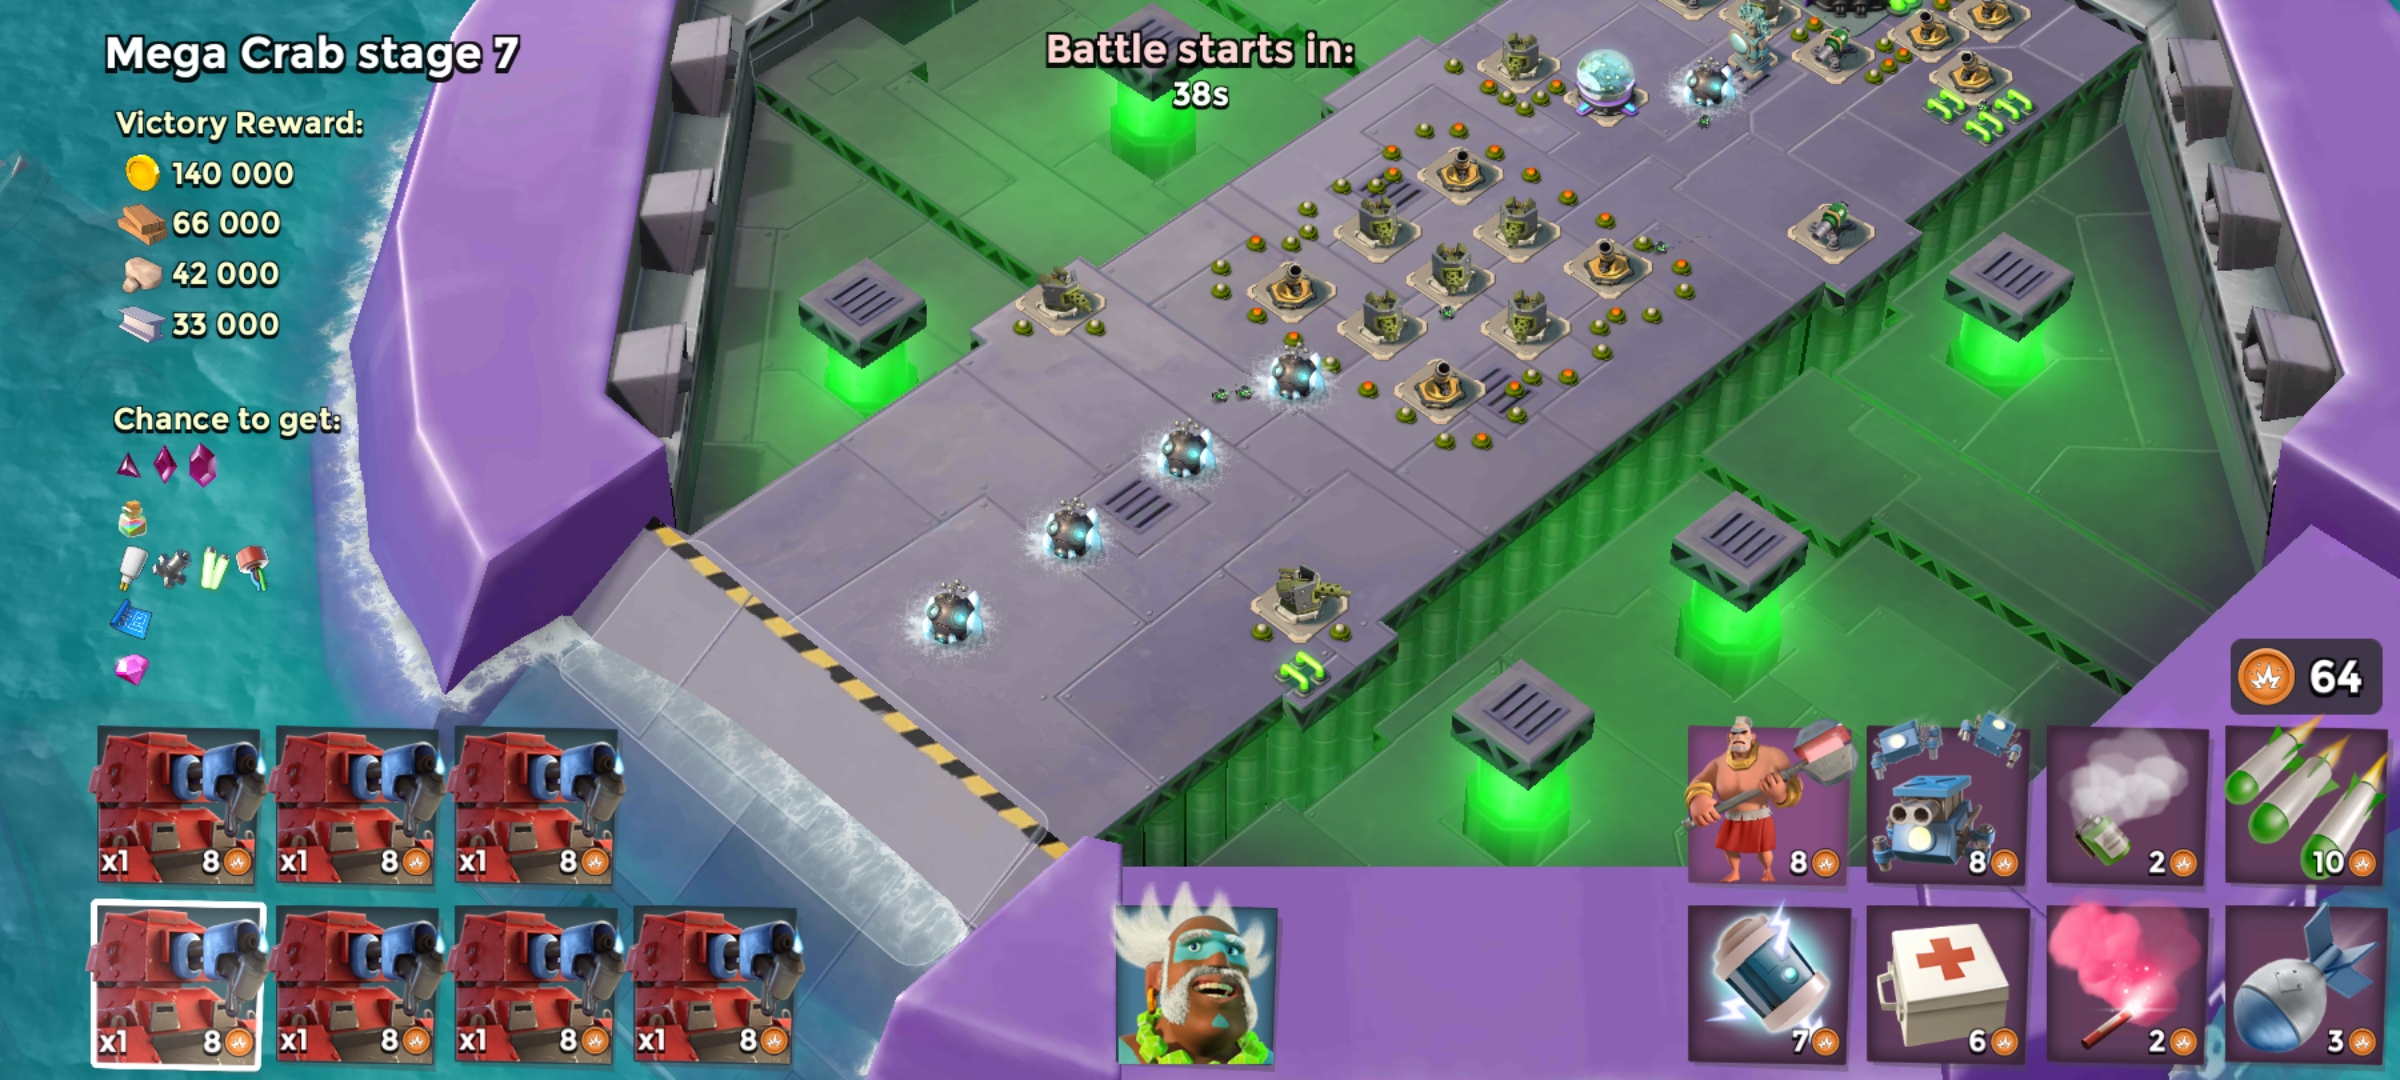 Mega Crab stage 7
Battle starts in:
38s
Victory Reward:
140 000
66 000
42 000
33 000
Chance to get:
64
x1 8
x1 8
x1 8
8
8
2
10
x1 8
x1 8
x1 8
x1 8
7
6
2
3